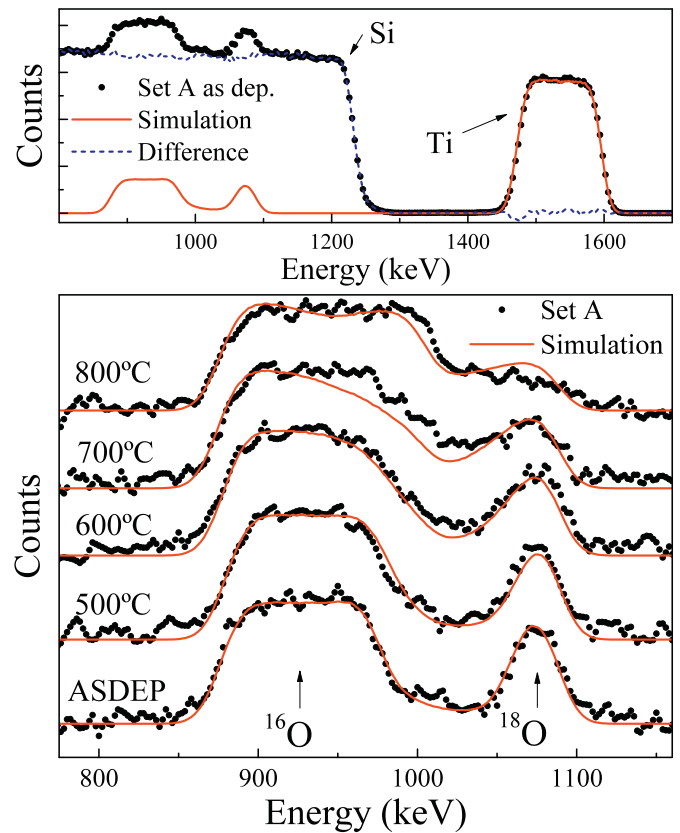 Counts
Si
Set A as dep.
Simulation
Difference
Ti
1000 1200 1400 1600
Energy (keV)
Set A
Simulation
800ºC
700ºC
600ºC
500ºC
ASDEP
16O
18O
Counts
800 900 1000 1100
Energy (keV)